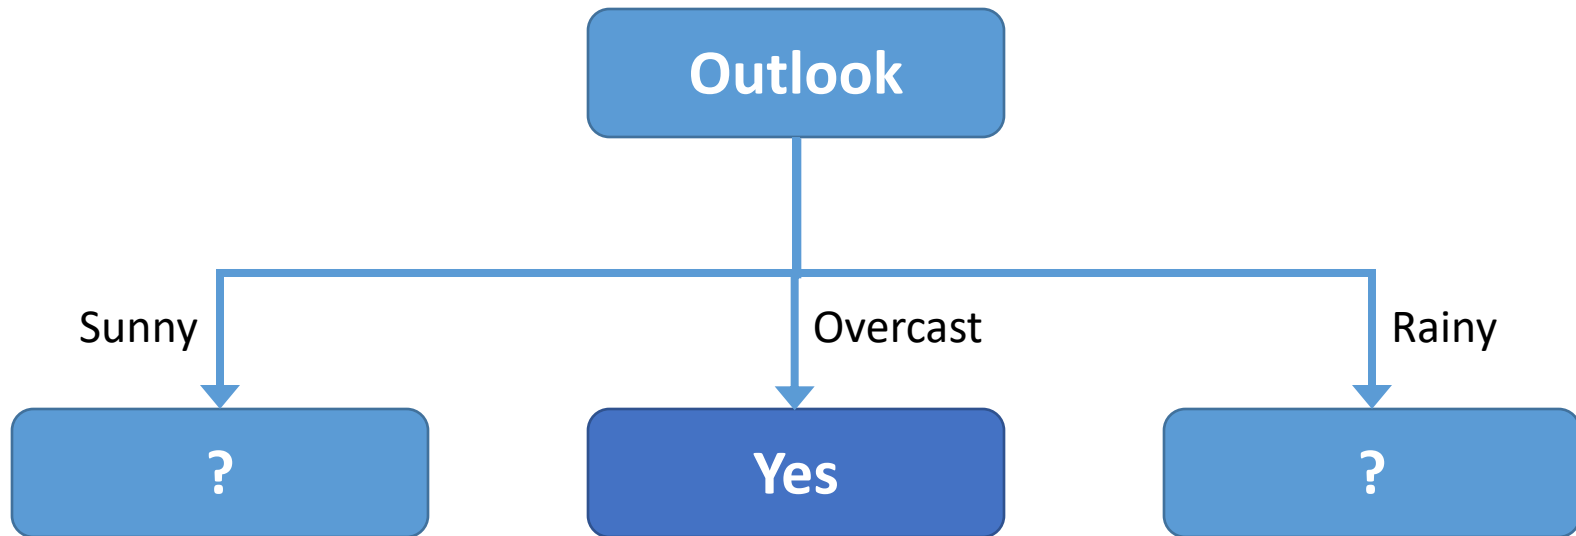 Outlook
Sunny
Overcast
Rainy
?
Yes
?